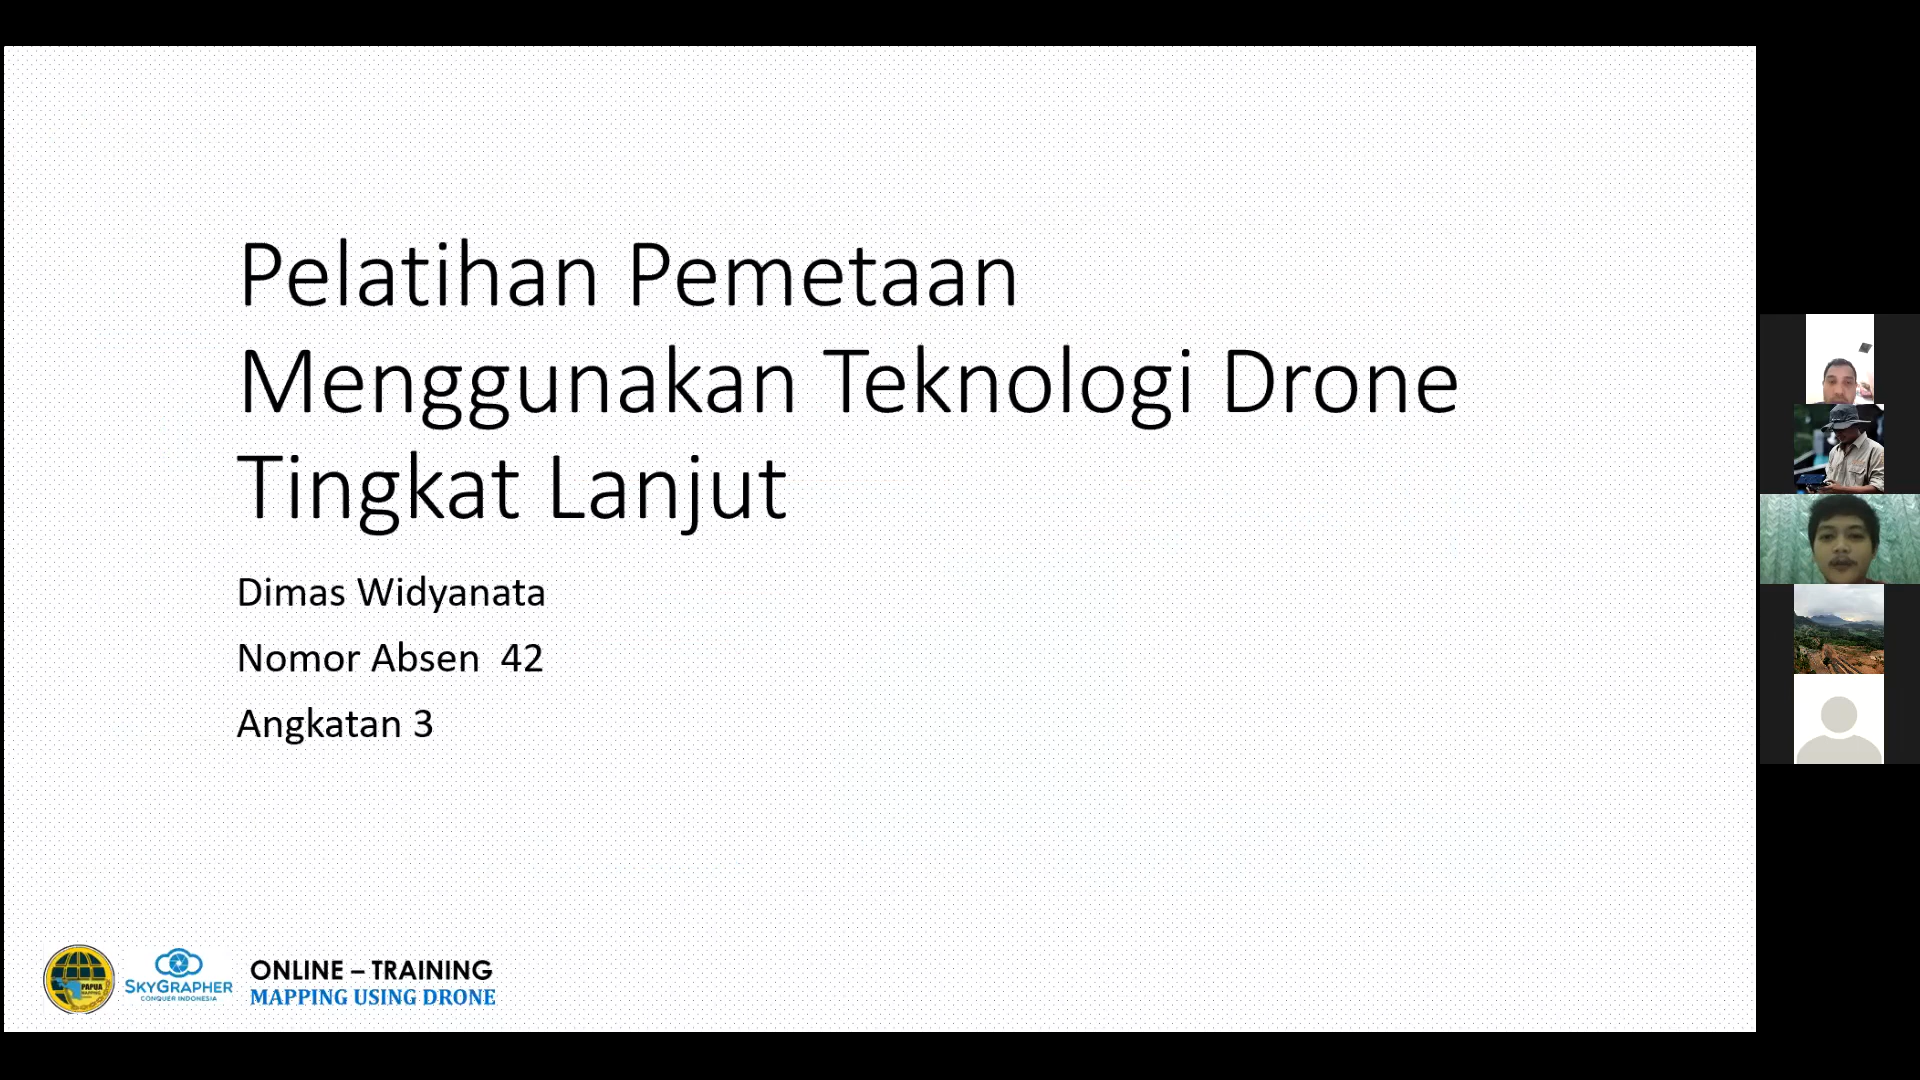 Pelatihan Pemetaan
Menggunakan Teknologi Drone
Tingkat Lanjut
Dimas Widyanata
Nomor Absen  42
Angkatan 3
PAPUA
SKYGRAPHER
CONQUER INDONESIA
ONLINE – TRAINING
MAPPING USING DRONE